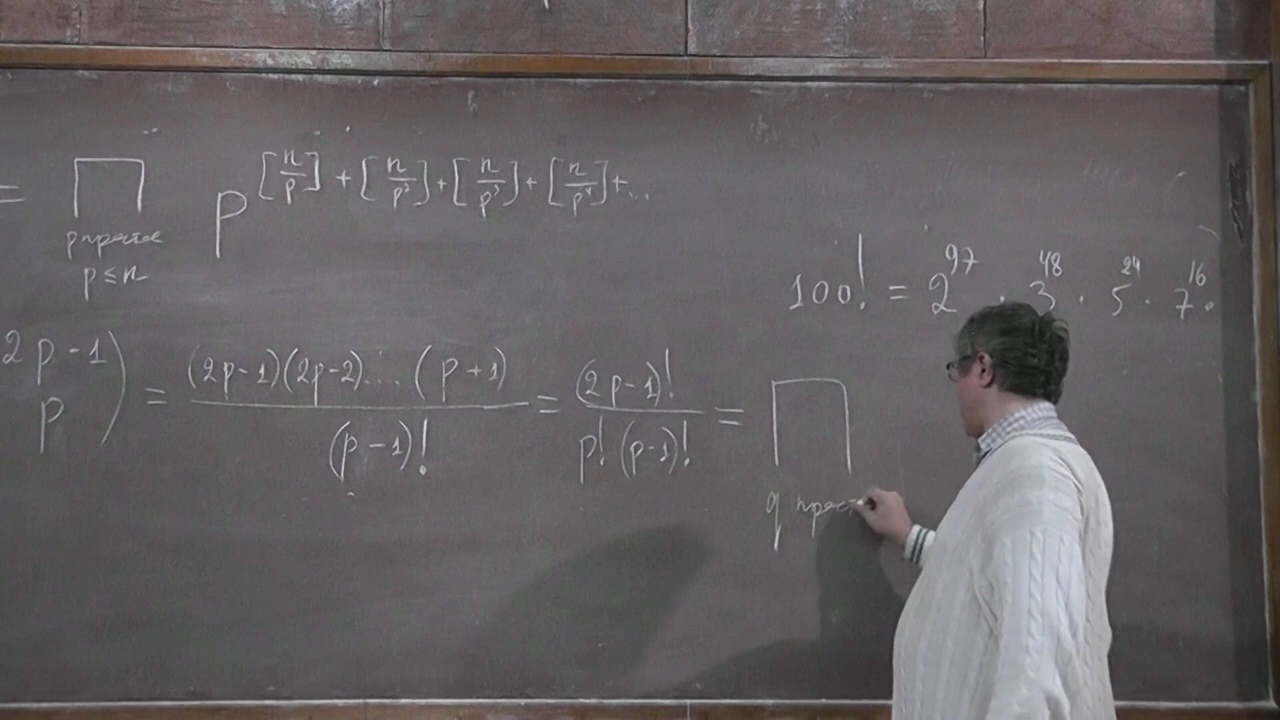 = ∏ p^{[n/p] + [n/p²] + [n/p³] + [n/p⁴] + ...}
p простое
p ≤ n
100! = 2^{97} · 3^{48} · 5^{24} · 7^{16} ·
(2p-1 p) = (2p-1)(2p-2)...(p+1) / (p-1)! = (2p-1)! / p!(p-1)! = ∏
q прос